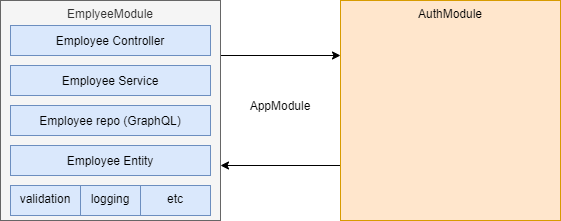 EmplyeeModule
Employee Controller
Employee Service
Employee repo (GraphQL)
Employee Entity
validation logging etc
AppModule
AuthModule